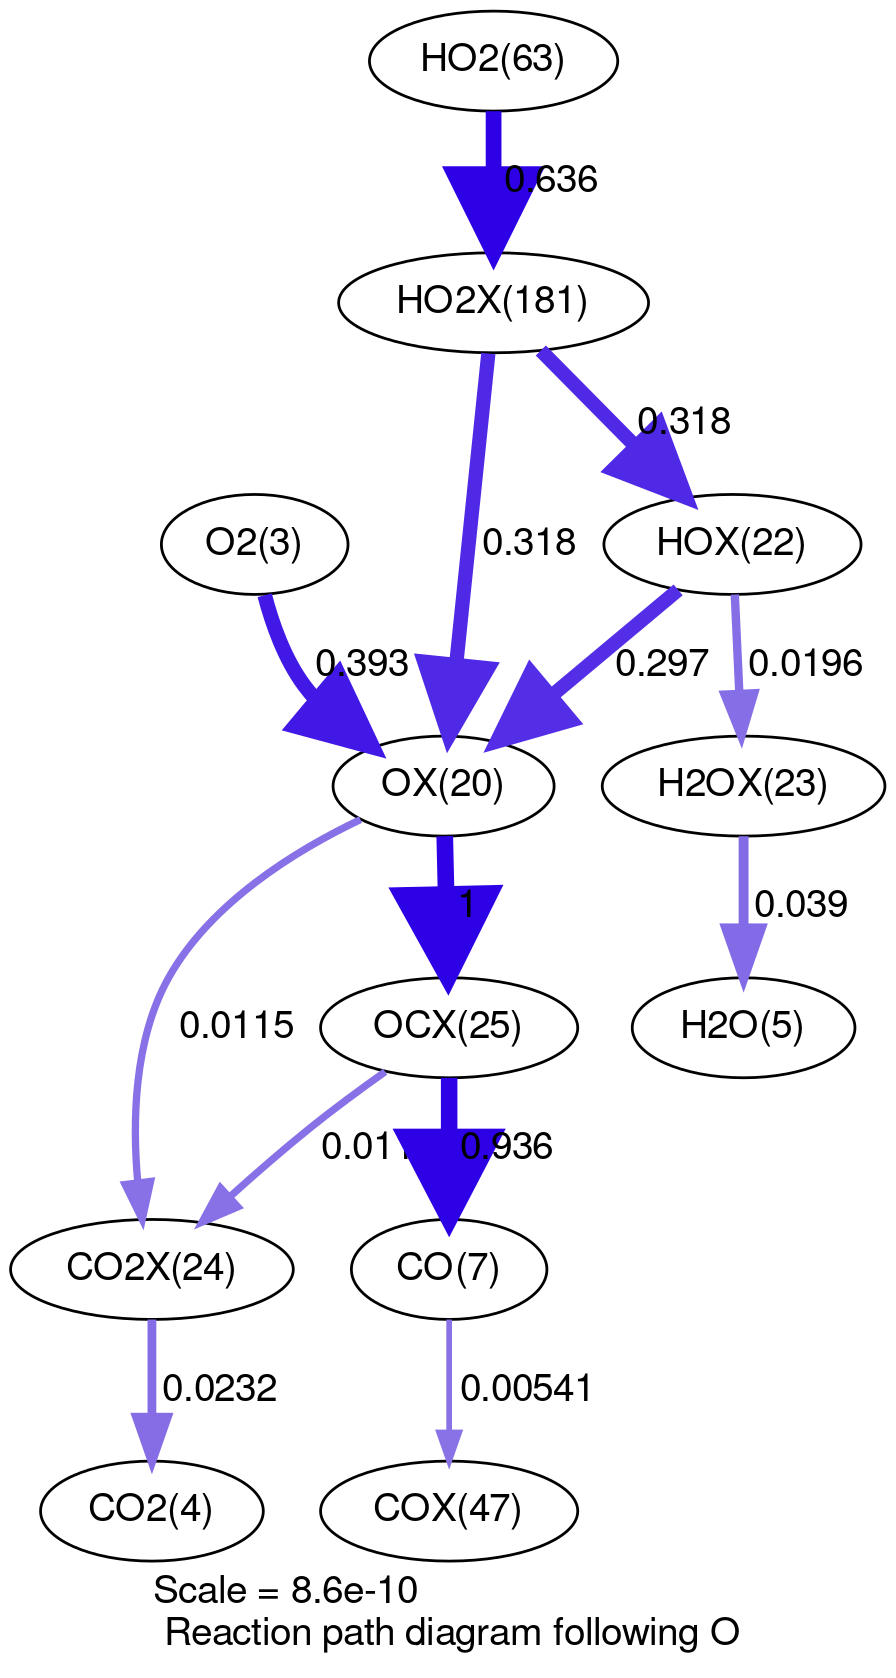 HO2(63)
0.636
HO2X(181)
0.318
O2(3)
0.318
HOX(22)
0.393
0.297
0.0196
OX(20)
H2OX(23)
1
0.039
0.0115
OCX(25)
H2O(5)
0.936
CO2X(24)
CO(7)
0.0232
0.00541
CO2(4)
COX(47)
Scale = 8.6e-10
Reaction path diagram following O